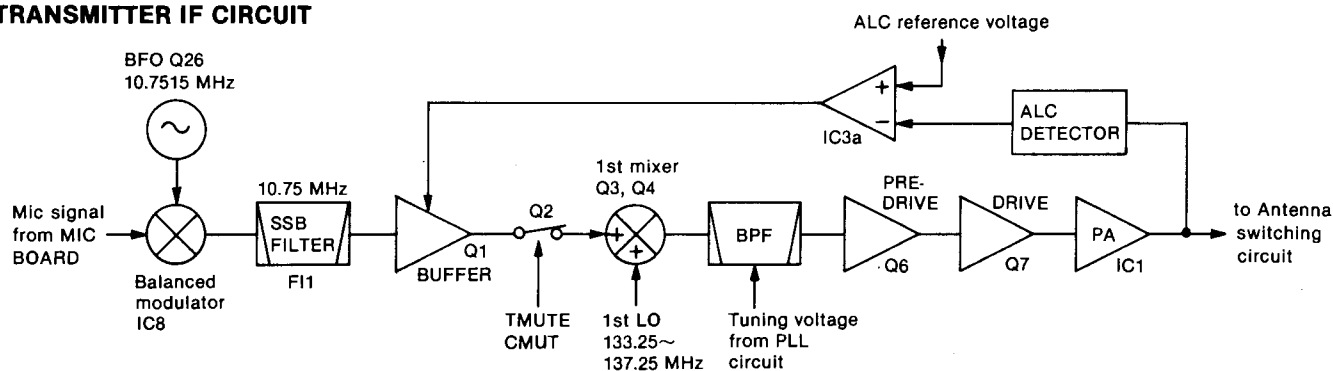 TRANSMITTER IF CIRCUIT
ALC reference voltage
BFO Q26
10.7515 MHz
+
−
IC3a
ALC
DETECTOR
Mic signal
from MIC
BOARD
Balanced
modulator
IC8
10.75 MHz
SSB
FILTER
FI1
Q1
BUFFER
Q2
TMUTE
CMUT
1st mixer
Q3, Q4
+
+
1st LO
133.25~
137.25 MHz
BPF
Tuning voltage
from PLL
circuit
PRE-
DRIVE
Q6
DRIVE
Q7
PA
IC1
to Antenna
switching
circuit